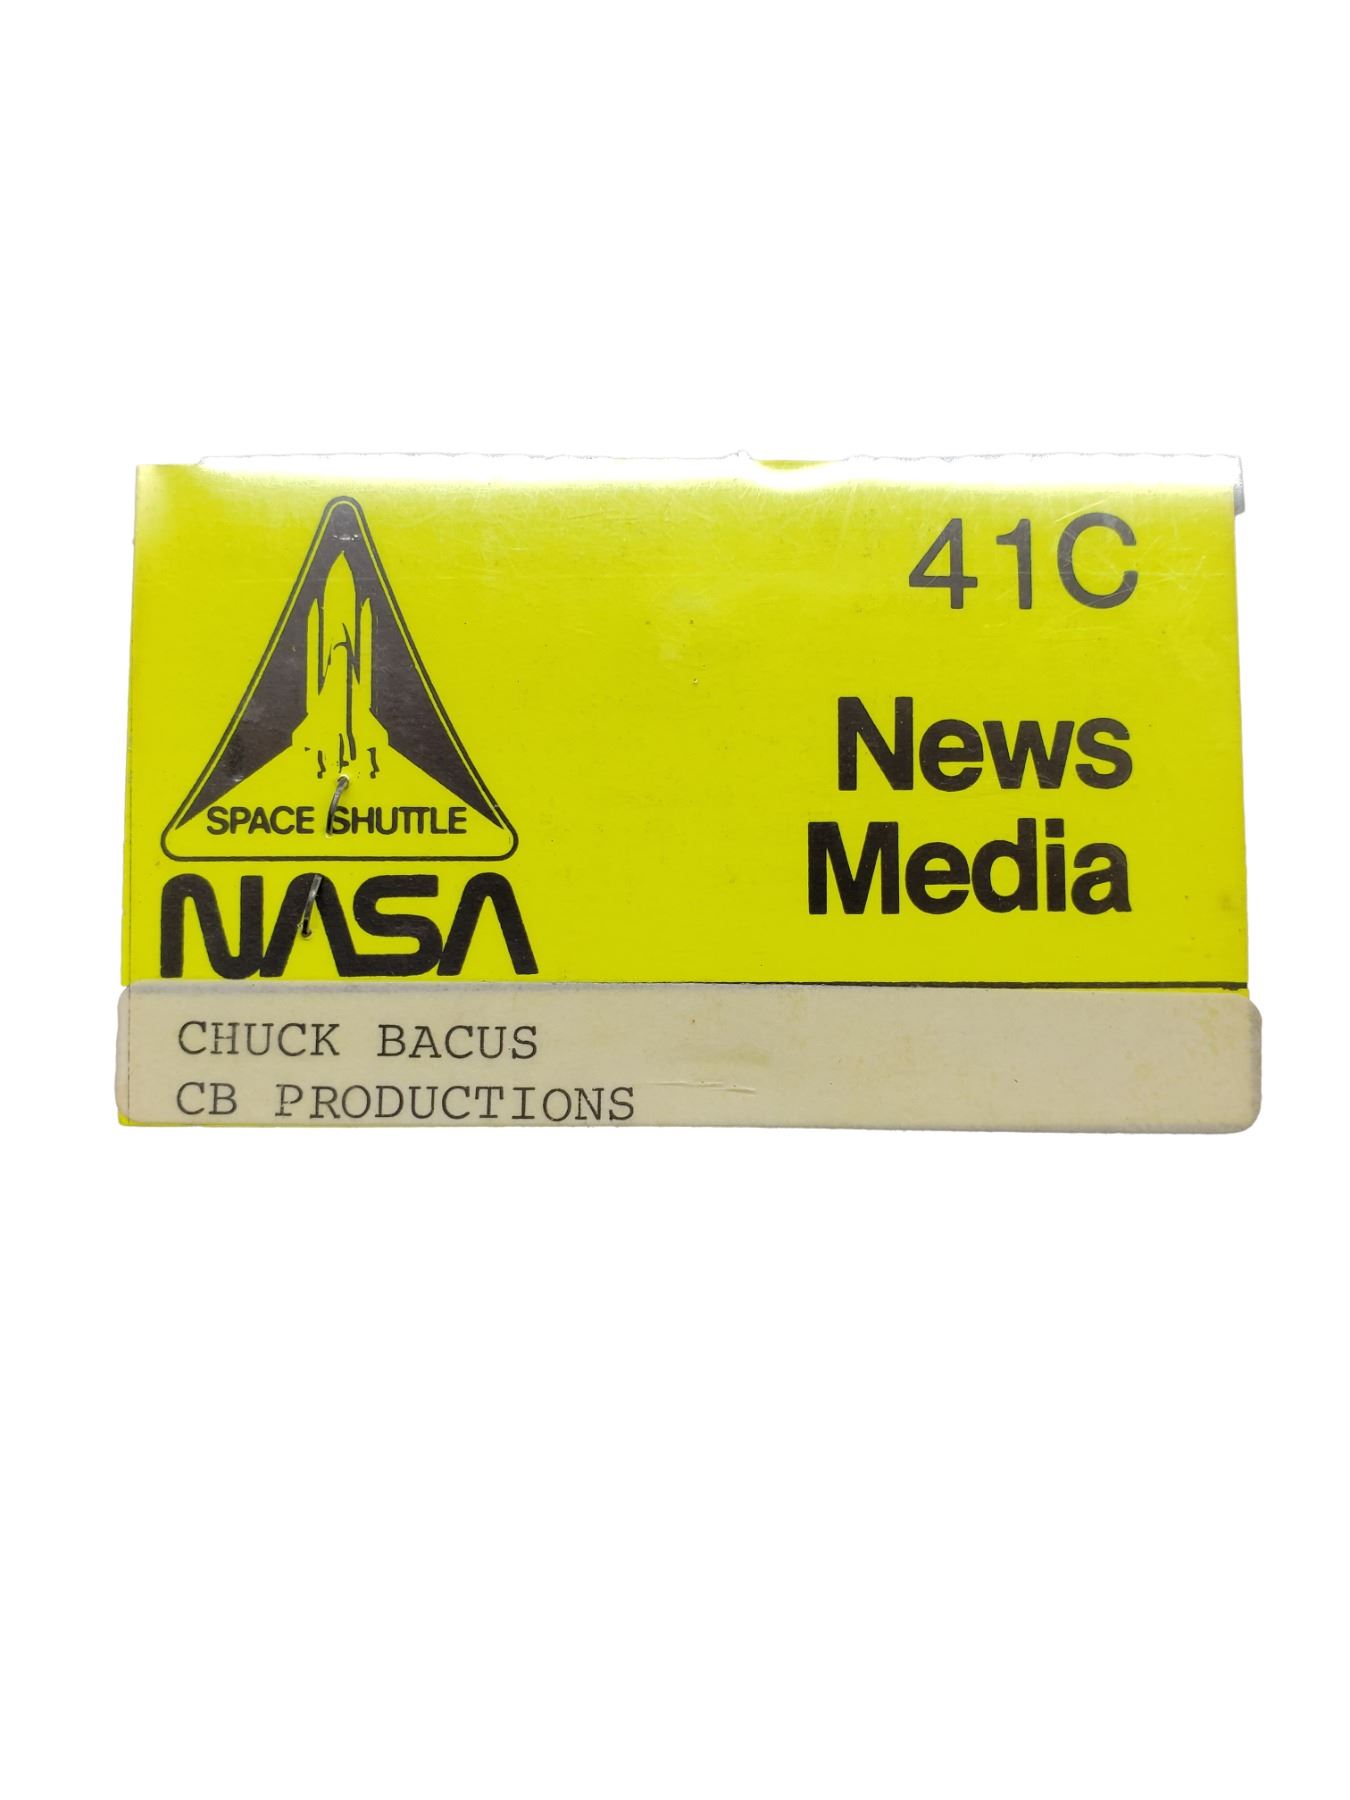 41C
News
Media
SPACE SHUTTLE
NASA
CHUCK BACUS
CB PRODUCTIONS